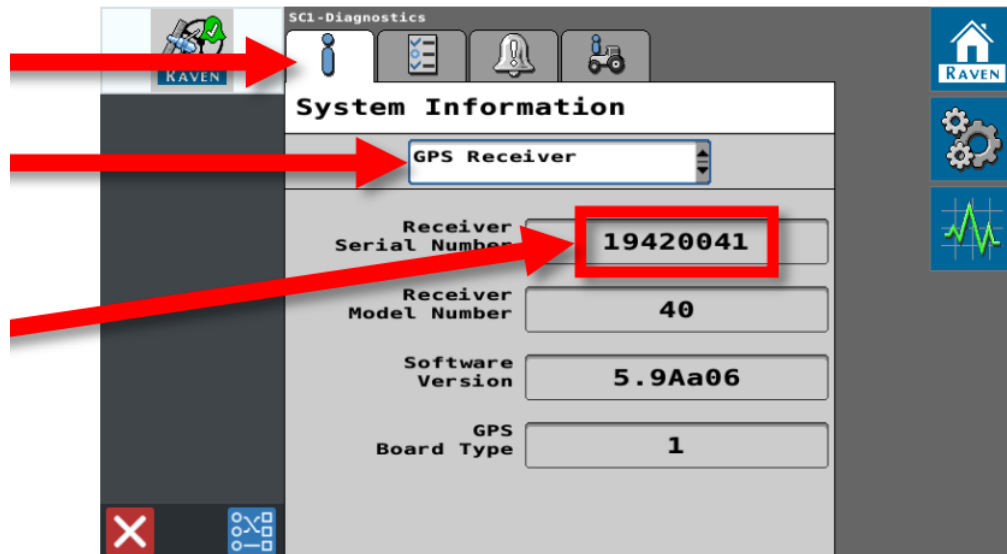 SC1-Diagnostics
RAVEN
RAVEN
System Information
GPS Receiver
Receiver
Serial Number
19420041
Receiver
Model Number
40
Software
Version
5.9Aa06
GPS
Board Type
1